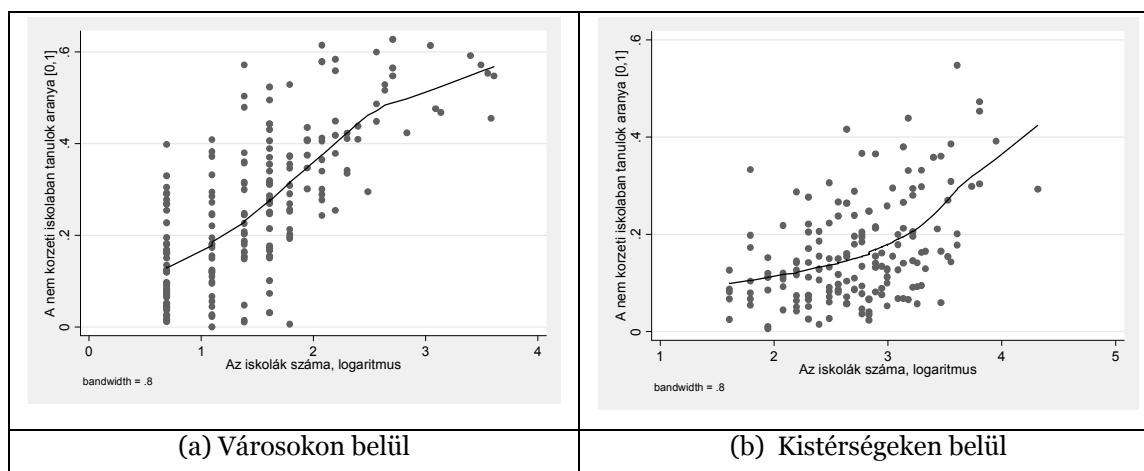 A nem korzeti iskolaban tanulok aranya [0,1]
.6
.4
.2
0
0 1 2 3 4
Az iskolák száma, logaritmus
bandwidth = .8
A nem korzeti iskolaban tanulok aranya [0,1]
.6
.4
.2
0
1 2 3 4 5
Az iskolák száma, logaritmus
bandwidth = .8
(a) Városokon belül
(b) Kistérségeken belül